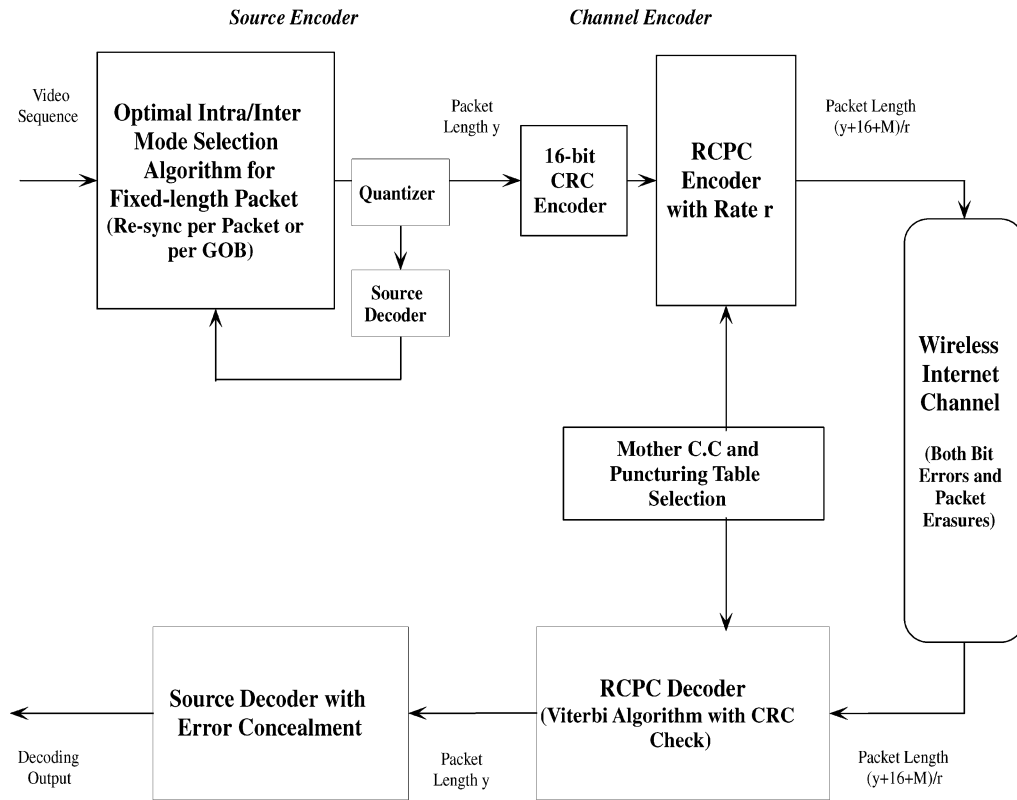 Source Encoder
Channel Encoder
Video
Sequence
Optimal Intra/Inter
Mode Selection
Algorithm for
Fixed-length Packet
(Re-sync per Packet or
per GOB)
Quantizer
Source
Decoder
Packet
Length y
16-bit
CRC
Encoder
RCPC
Encoder
with Rate r
Packet Length
(y+16+M)/r
Wireless
Internet
Channel
(Both Bit
Errors and
Packet
Erasures)
Mother C.C and
Puncturing Table
Selection
Source Decoder with
Error Concealment
RCPC Decoder
(Viterbi Algorithm with CRC
Check)
Decoding
Output
Packet
Length y
Packet Length
(y+16+M)/r